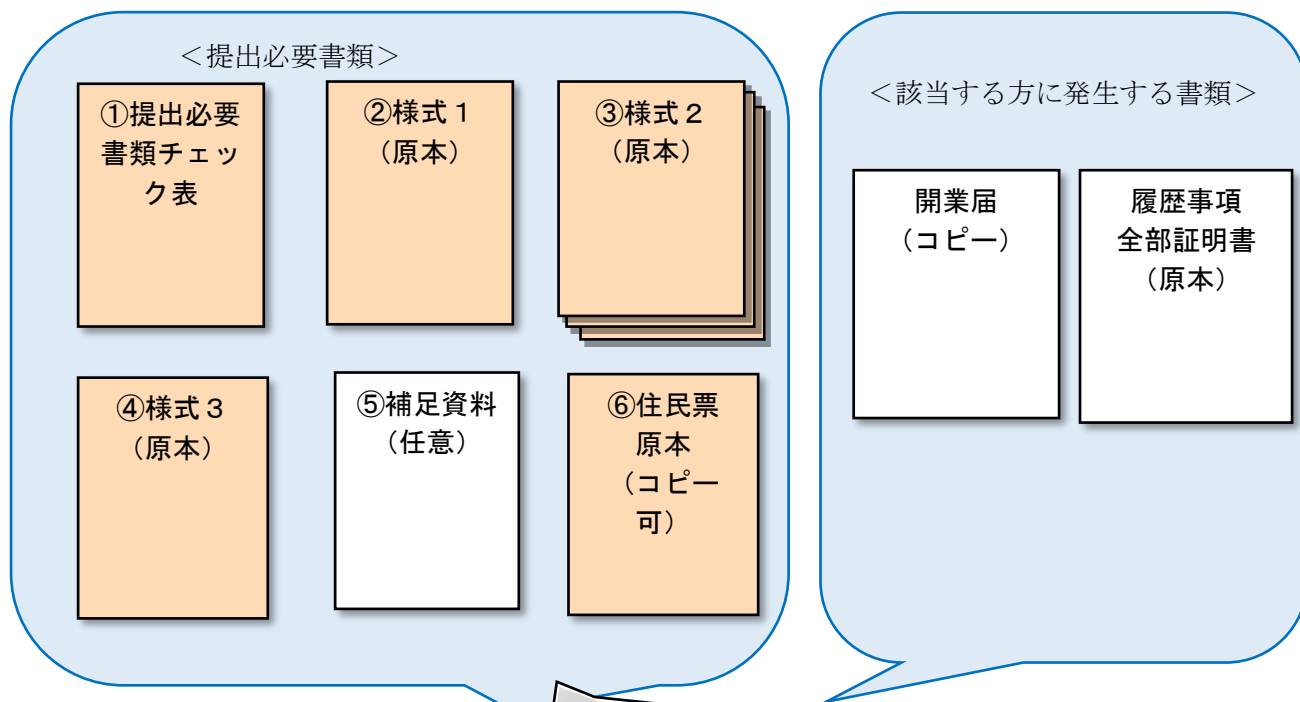 ＜提出必要書類＞
①提出必要
書類チェッ
ク表
②様式１
（原本）
③様式２
（原本）
④様式３
（原本）
⑤補足資料
（任意）
⑥住民票
原本
（コピー
可）
＜該当する方に発生する書類＞
開業届
（コピー）
履歴事項
全部証明書
（原本）